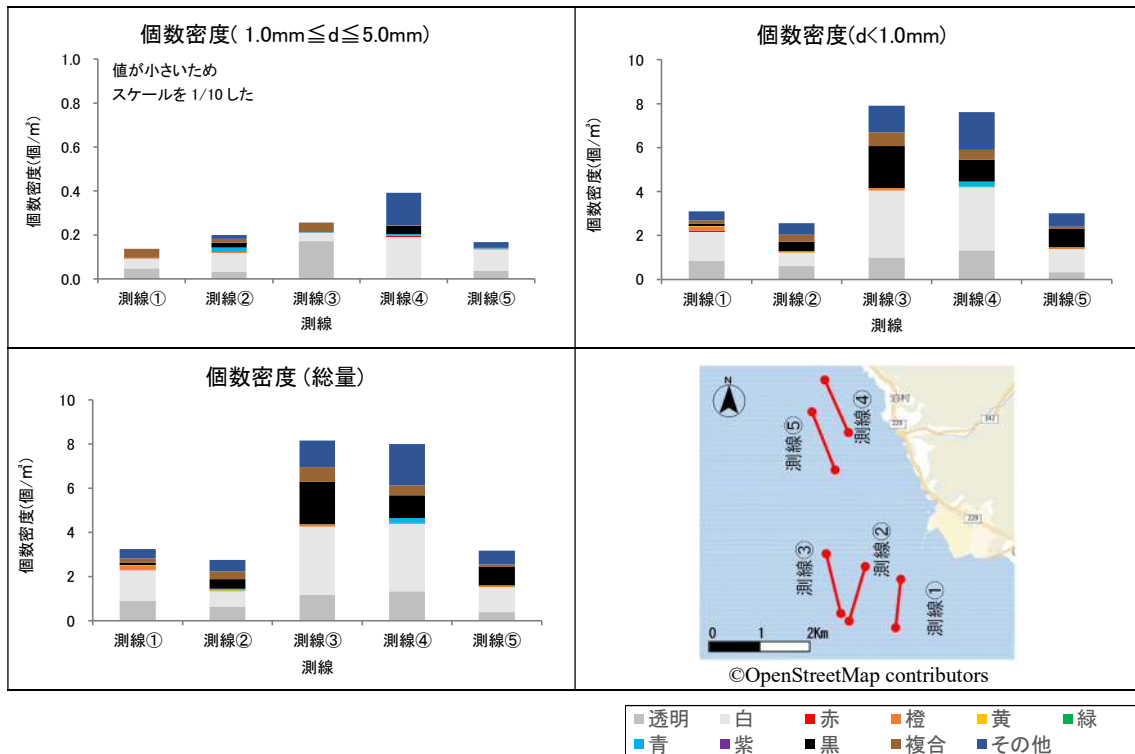 個数密度( 1.0mm≦d≦5.0mm)
値が小さいため
スケールを 1/10 した
1.0
0.8
0.6
0.4
0.2
0.0
個数密度(個/㎥)
測線① 測線② 測線③ 測線④ 測線⑤
測線
個数密度(d<1.0mm)
10
8
6
4
2
0
個数密度(個/㎥)
測線① 測線② 測線③ 測線④ 測線⑤
測線
個数密度 (総量)
10
8
6
4
2
0
個数密度(個/㎥)
測線① 測線② 測線③ 測線④ 測線⑤
測線
N
泊村
229
342
229
測線④
測線⑤
測線③
測線②
測線①
0 1 2Km
©OpenStreetMap contributors
透明 白 赤 橙 黄 緑
青 紫 黒 複合 その他